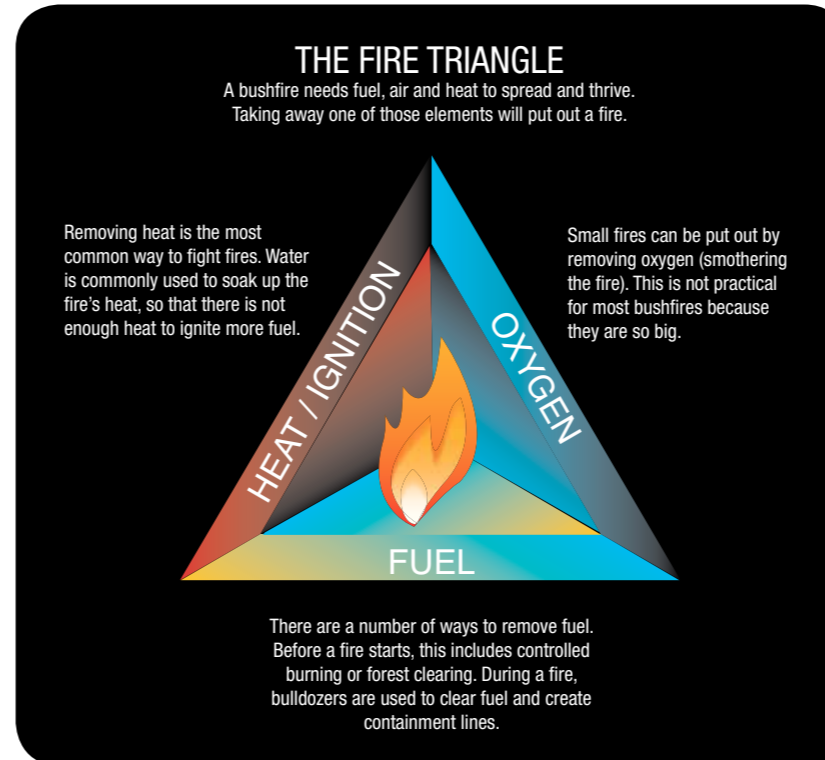 THE FIRE TRIANGLE
A bushfire needs fuel, air and heat to spread and thrive.
Taking away one of those elements will put out a fire.
Removing heat is the most
common way to fight fires. Water
is commonly used to soak up the
fire’s heat, so that there is not
enough heat to ignite more fuel.
Small fires can be put out by
removing oxygen (smothering
the fire). This is not practical
for most bushfires because
they are so big.
HEAT / IGNITION
OXYGEN
FUEL
There are a number of ways to remove fuel.
Before a fire starts, this includes controlled
burning or forest clearing. During a fire,
bulldozers are used to clear fuel and create
containment lines.